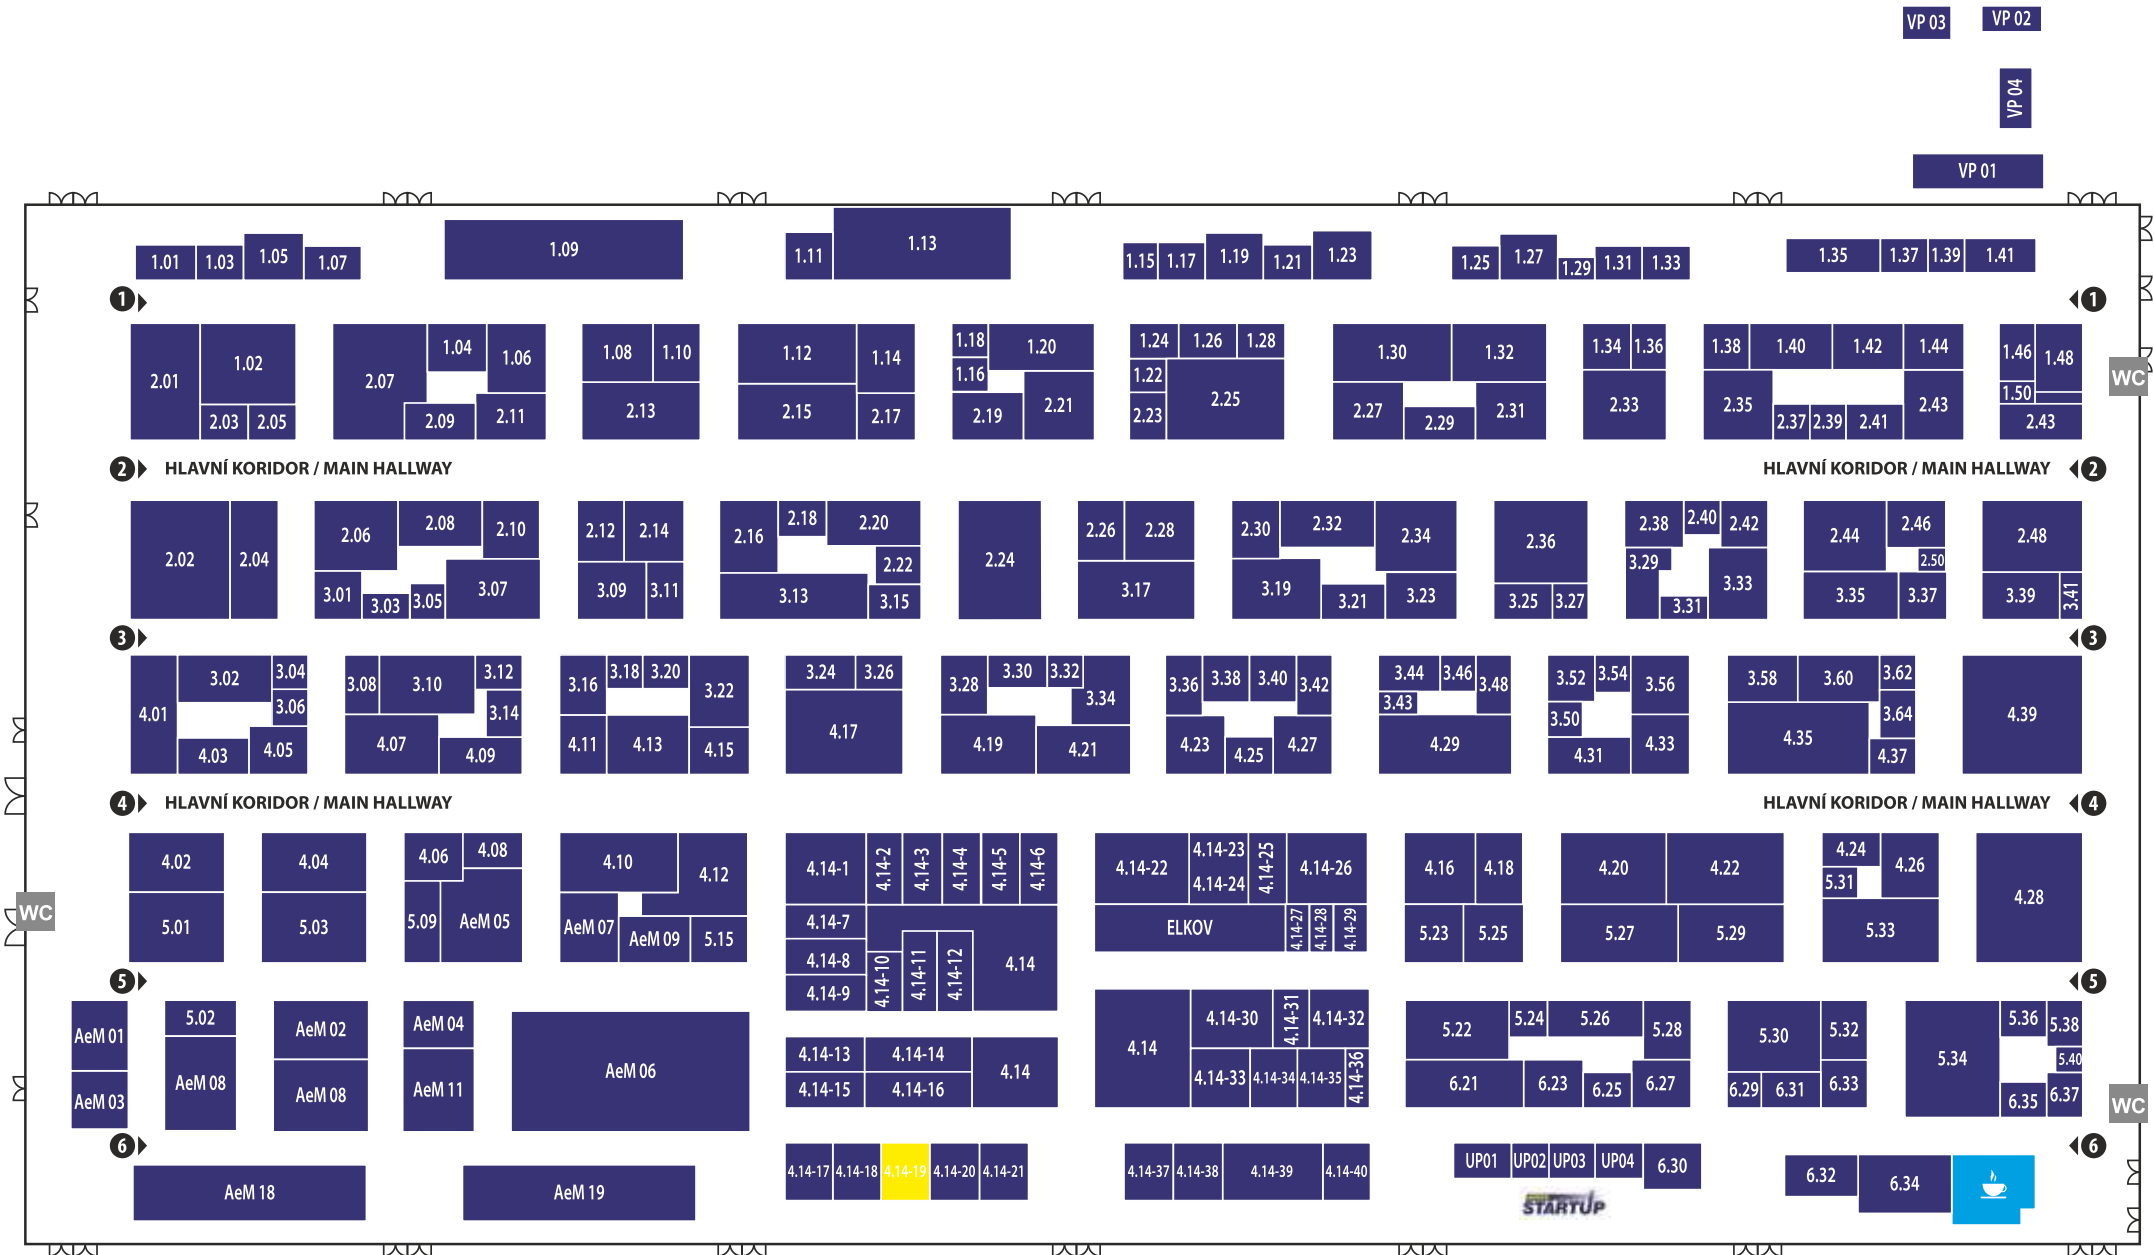 VP 03 VP 02
VP 04
VP 01
1.01 1.03 1.05 1.07 1.09 1.11 1.13 1.15 1.17 1.19 1.21 1.23 1.25 1.27 1.29 1.31 1.33 1.35 1.37 1.39 1.41
1 1
2.01 1.02 2.07 1.04 1.06 1.08 1.10 1.12 1.14 1.18 1.20 1.24 1.26 1.28 1.30 1.32 1.34 1.36 1.38 1.40 1.42 1.44 1.46 1.48 WC
1.16 1.22 1.50
2.03 2.05 2.09 2.11 2.13 2.15 2.17 2.19 2.21 2.23 2.25 2.27 2.29 2.31 2.33 2.35 2.37 2.39 2.41 2.43 2.43
2 HLAVNÍ KORIDOR / MAIN HALLWAY HLAVNÍ KORIDOR / MAIN HALLWAY 2
2.02 2.04 2.06 2.08 2.10 2.12 2.14 2.16 2.18 2.20 2.22 2.24 2.26 2.28 2.30 2.32 2.34 2.36 2.38 2.40 2.42 2.44 2.46 2.50 2.48
3.01 3.03 3.05 3.07 3.09 3.11 3.13 3.15 3.17 3.19 3.21 3.23 3.25 3.27 3.29 3.31 3.33 3.35 3.37 3.39 3.41
3 3
4.01 3.02 3.04 3.06 3.08 3.10 3.12 3.14 3.16 3.18 3.20 3.22 3.24 3.26 3.28 3.30 3.32 3.34 3.36 3.38 3.40 3.42 3.44 3.46 3.48 3.43 3.52 3.54 3.56 3.50 3.58 3.60 3.62 3.64 4.39
4.03 4.05 4.07 4.09 4.11 4.13 4.15 4.17 4.19 4.21 4.23 4.25 4.27 4.29 4.31 4.33 4.35 4.37
4 HLAVNÍ KORIDOR / MAIN HALLWAY HLAVNÍ KORIDOR / MAIN HALLWAY 4
4.02 4.04 4.06 4.08 4.10 4.12 4.14-1 4.14-2 4.14-3 4.14-4 4.14-5 4.14-6 4.14-22 4.14-23 4.14-24 4.14-25 4.14-26 4.16 4.18 4.20 4.22 4.24 4.26 4.28
WC 5.01 5.03 5.09 AeM 05 AeM 07 AeM 09 5.15 4.14-7 ELKOV 4.14-27 4.14-28 4.14-29 5.23 5.25 5.27 5.29 5.31 5.33
4.14-8 4.14-10 4.14-11 4.14-12 4.14
4.14-9
5 5
AeM 01 5.02 AeM 02 AeM 04 AeM 06 4.14 4.14-30 4.14-31 4.14-32 5.22 5.24 5.26 5.28 5.30 5.32 5.34 5.36 5.38
4.14-13 4.14-14 4.14 5.40
AeM 03 AeM 08 AeM 08 AeM 11 4.14-15 4.14-16 4.14-33 4.14-34 4.14-35 4.14-36 6.21 6.23 6.25 6.27 6.29 6.31 6.33 6.35 6.37 WC
6 6
AeM 18 AeM 19 4.14-17 4.14-18 4.14-19 4.14-20 4.14-21 4.14-37 4.14-38 4.14-39 4.14-40 UP01 UP02 UP03 UP04 6.30 6.32 6.34
STARTUP